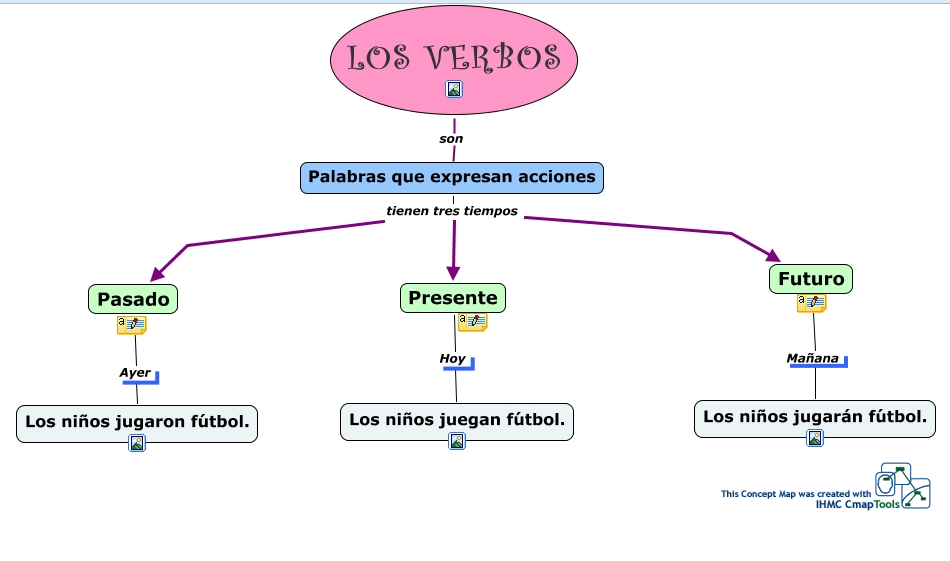 LOS VERBOS
son
Palabras que expresan acciones
tienen tres tiempos
Pasado
Presente
Futuro
Ayer
Hoy
Mañana
Los niños jugaron fútbol.
Los niños juegan fútbol.
Los niños jugarán fútbol.
This Concept Map was created with
IHMC CmapTools